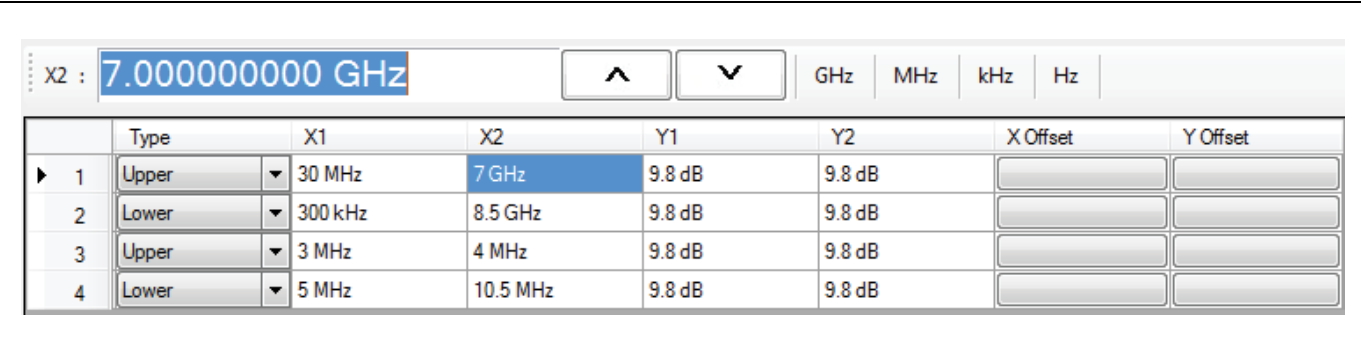 X2 : 7.000000000 GHz GHz MHz kHz Hz
Type X1 X2 Y1 Y2 X Offset Y Offset
1 Upper 30 MHz 7 GHz 9.8 dB 9.8 dB
2 Lower 300 kHz 8.5 GHz 9.8 dB 9.8 dB
3 Upper 3 MHz 4 MHz 9.8 dB 9.8 dB
4 Lower 5 MHz 10.5 MHz 9.8 dB 9.8 dB